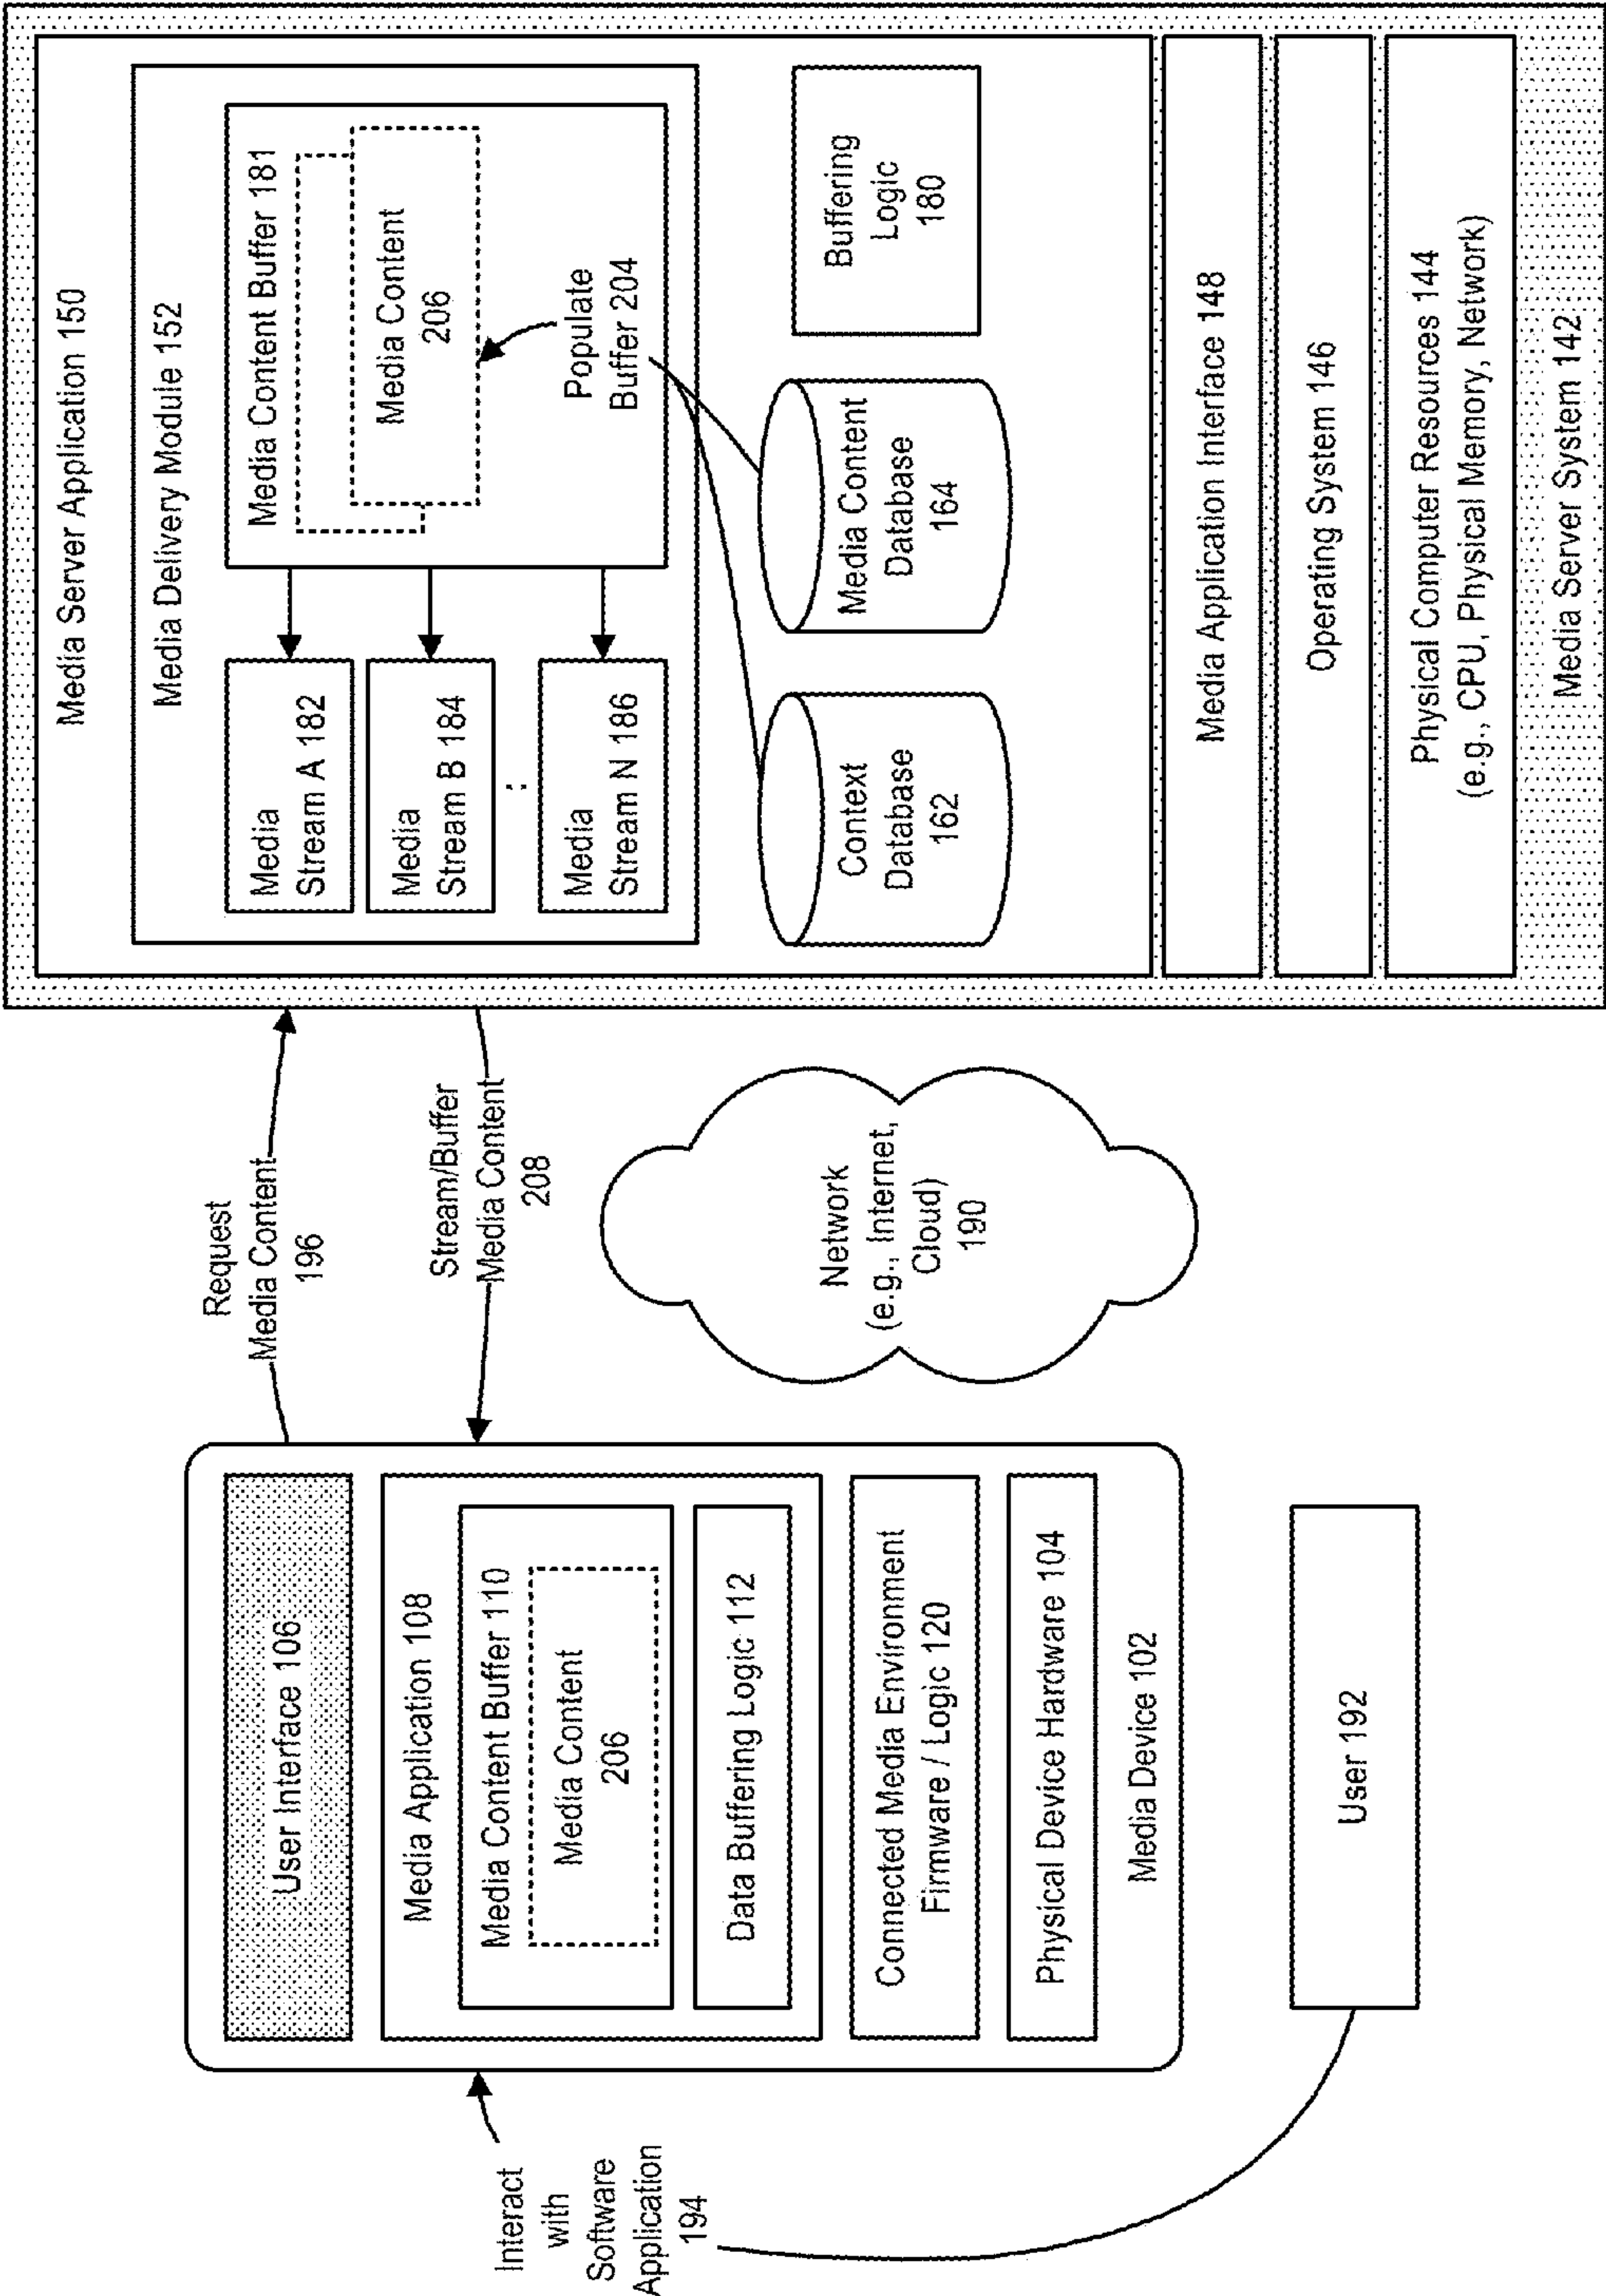 User Interface 106
Media Application 108
Media Content Buffer 110
Media Content
206
Data Buffering Logic 112
Connected Media Environment
Firmware / Logic 120
Physical Device Hardware 104
Media Device 102
User 192
Interact
with
Software
Application
194
Request
Media Content
196
Stream/Buffer
Media Content
208
Network
(e.g., Internet,
Cloud)
190
Media Server Application 150
Media Delivery Module 152
Media
Stream A 182
Media
Stream B 184
:
Media
Stream N 186
Media Content Buffer 181
Media Content
206
Populate
Buffer 204
Context
Database
162
Media Content
Database
164
Buffering
Logic
180
Media Application Interface 148
Operating System 146
Physical Computer Resources 144
(e.g., CPU, Physical Memory, Network)
Media Server System 142